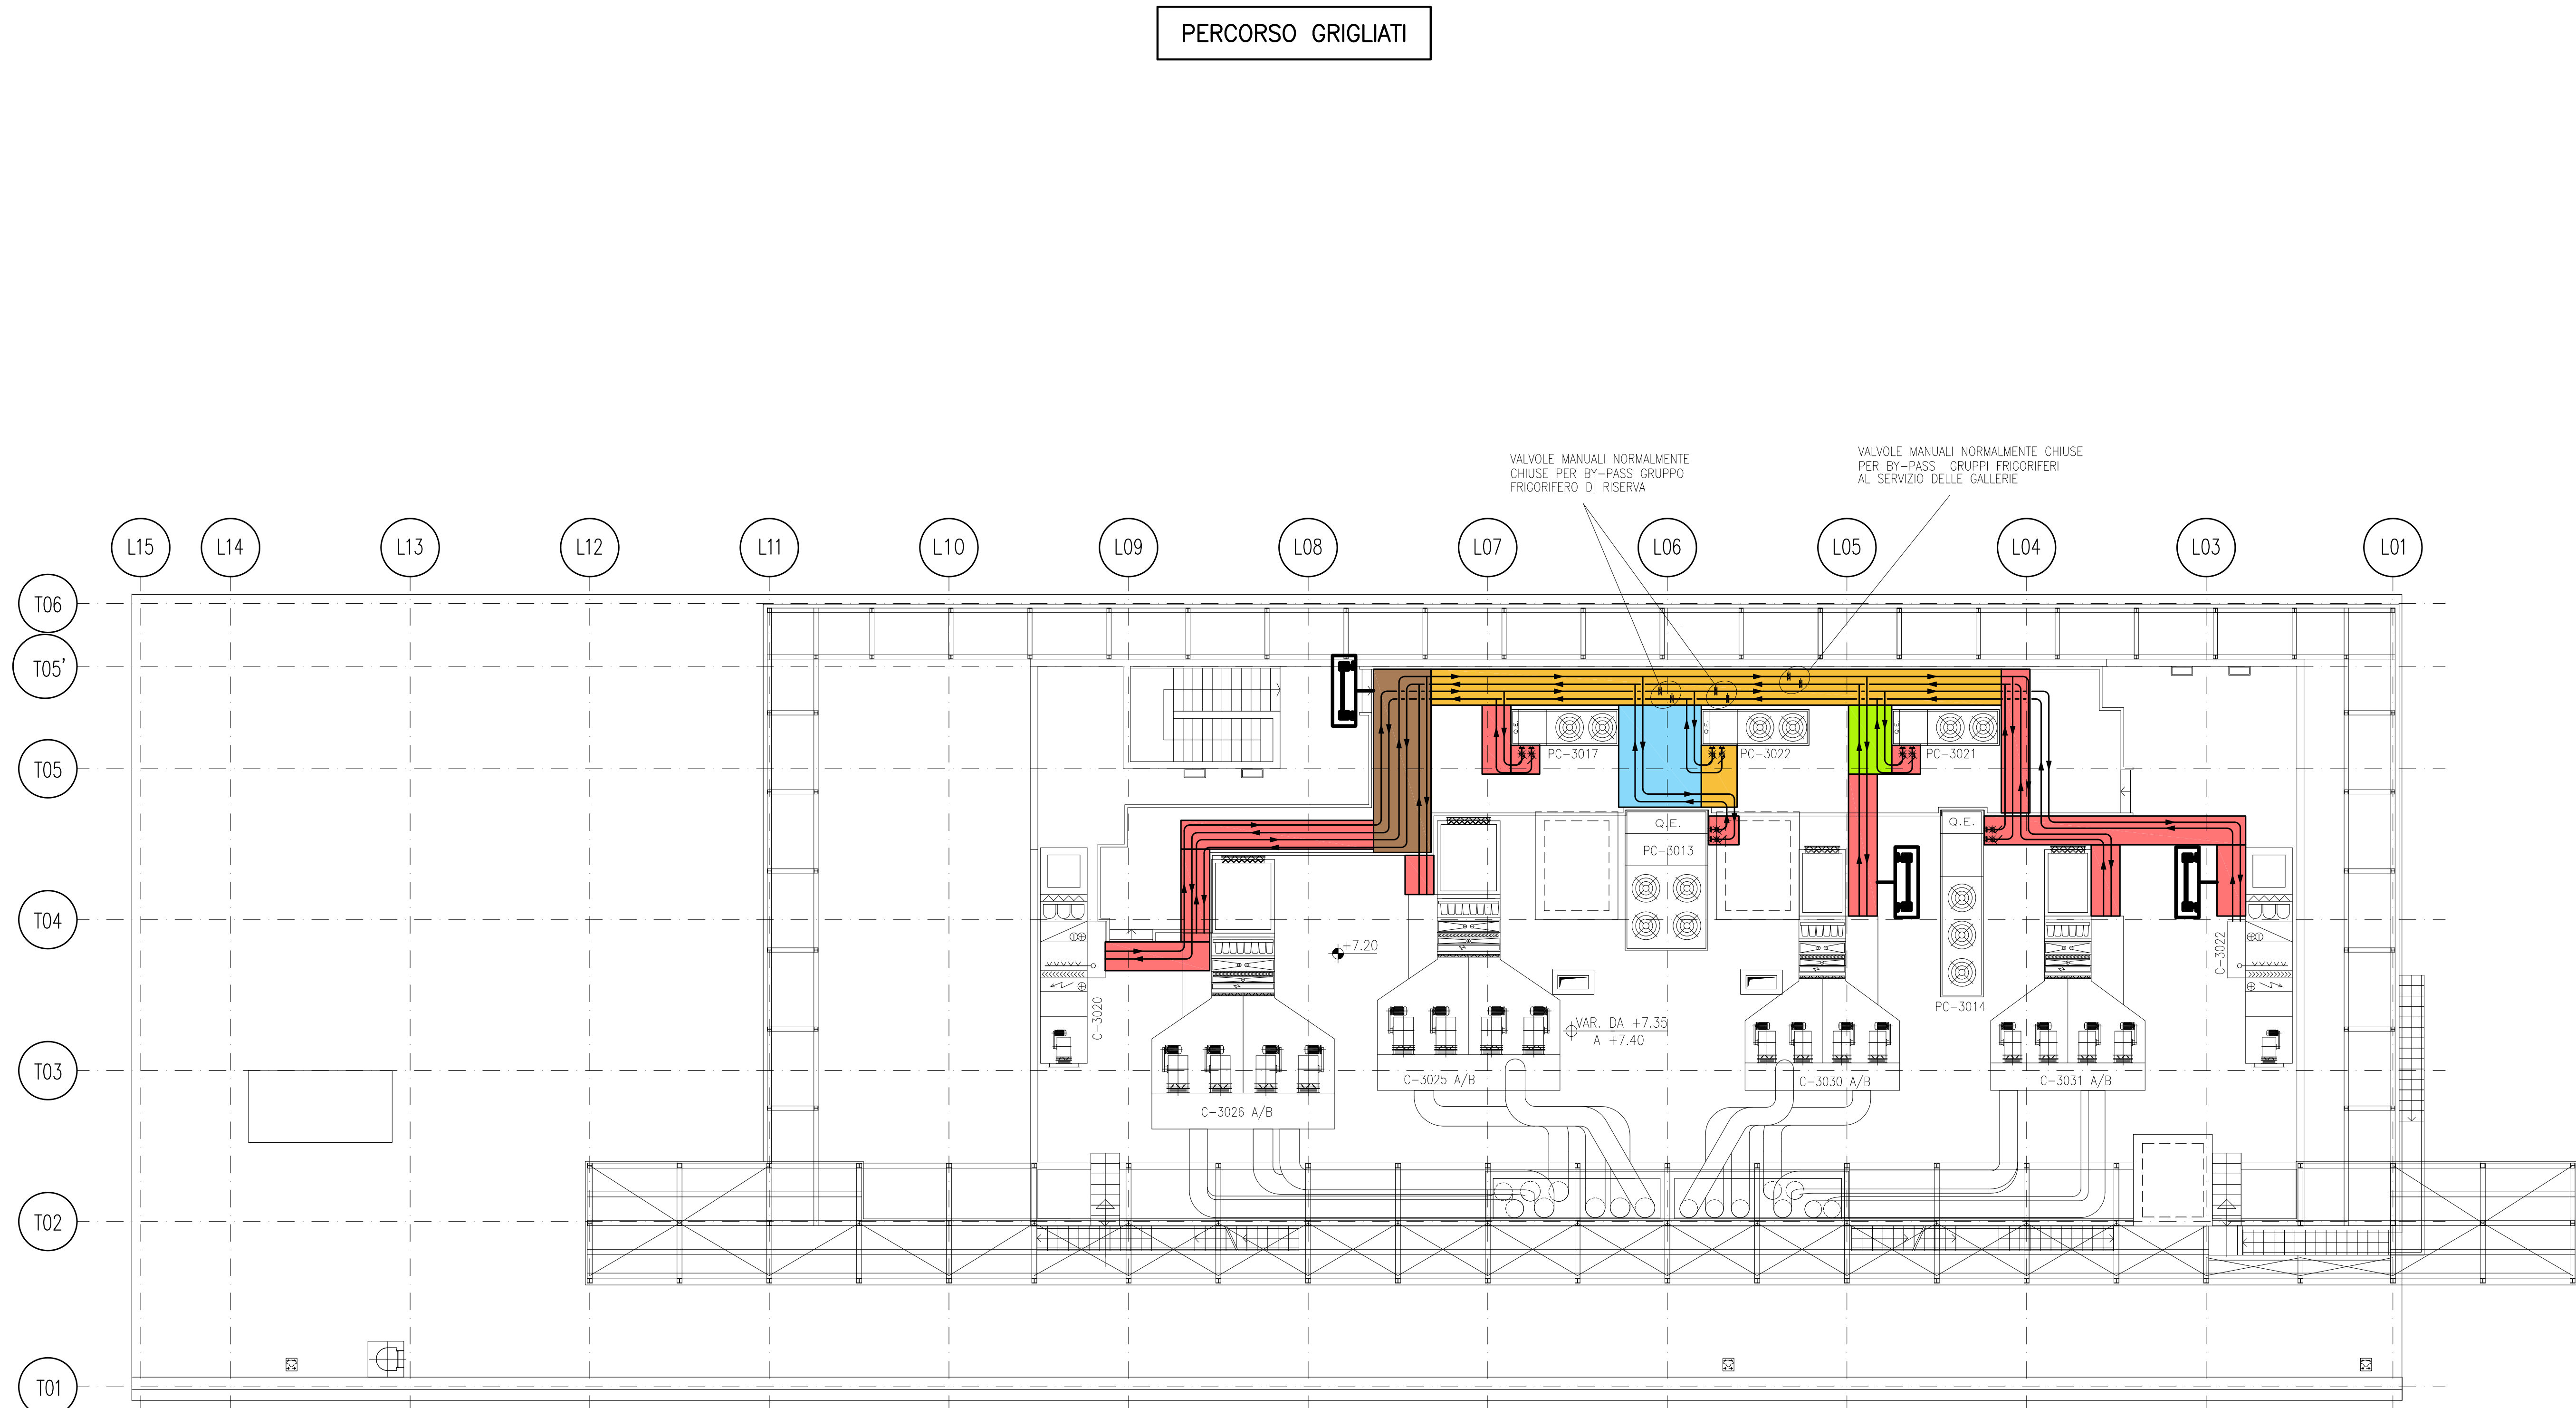 PERCORSO GRIGLIATI
VALVOLE MANUALI NORMALMENTE
CHIUSE PER BY-PASS GRUPPO
FRIGORIFERO DI RISERVA
VALVOLE MANUALI NORMALMENTE CHIUSE
PER BY-PASS GRUPPI FRIGORIFERI
AL SERVIZIO DELLE GALLERIE
L15
L14
L13
L12
L11
L10
L09
L08
L07
L06
L05
L04
L03
L01
T06
T05'
T05
T04
T03
T02
T01
Q.E.
PC-3017
Q.E.
PC-3022
Q.E.
PC-3021
Q.E.
PC-3013
Q.E.
PC-3014
+7.20
VAR. DA +7.35
A +7.40
C-3020
C-3022
C-3026 A/B
C-3025 A/B
C-3030 A/B
C-3031 A/B